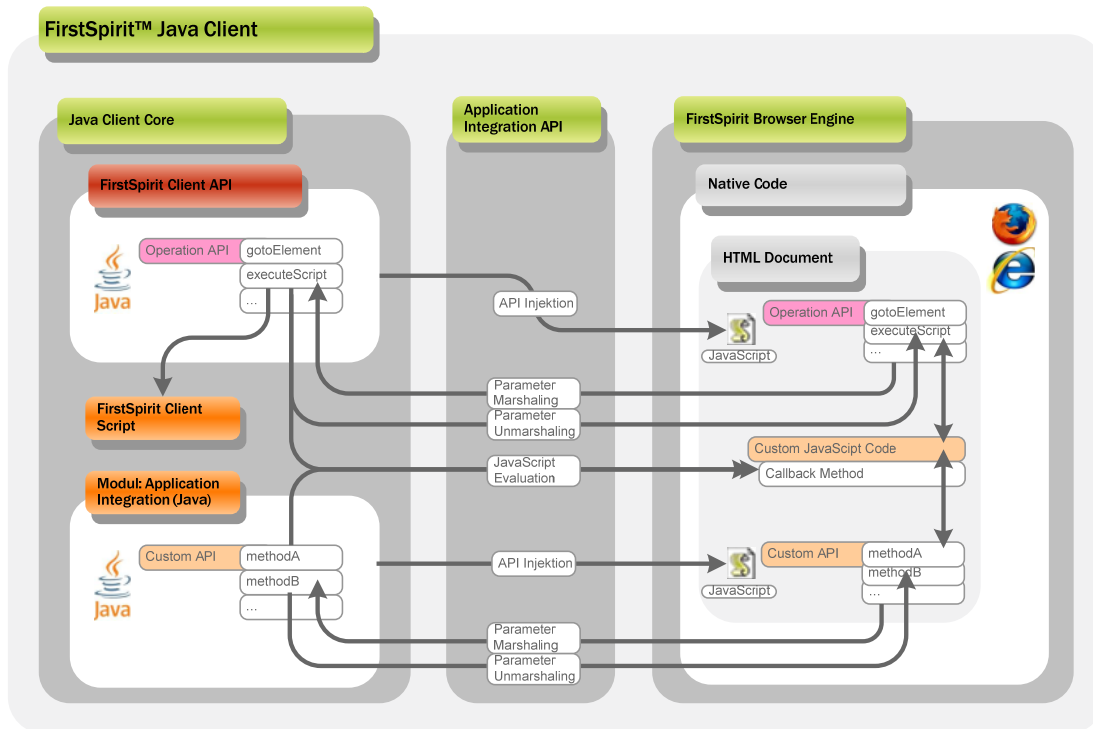 FirstSpirit™ Java Client
Java Client Core
Application
Integration API
FirstSpirit Browser Engine
FirstSpirit Client API
Native Code
Operation API
gotoElement
executeScript
...
Java
HTML Document
API Injektion
Operation API
gotoElement
executeScript
...
JavaScript
Parameter
Marshaling
Parameter
Unmarshaling
FirstSpirit Client
Script
Custom JavaScipt Code
Callback Method
JavaScript
Evaluation
Modul: Application
Integration (Java)
Custom API
methodA
methodB
...
Java
API Injektion
Custom API
methodA
methodB
...
JavaScript
Parameter
Marshaling
Parameter
Unmarshaling